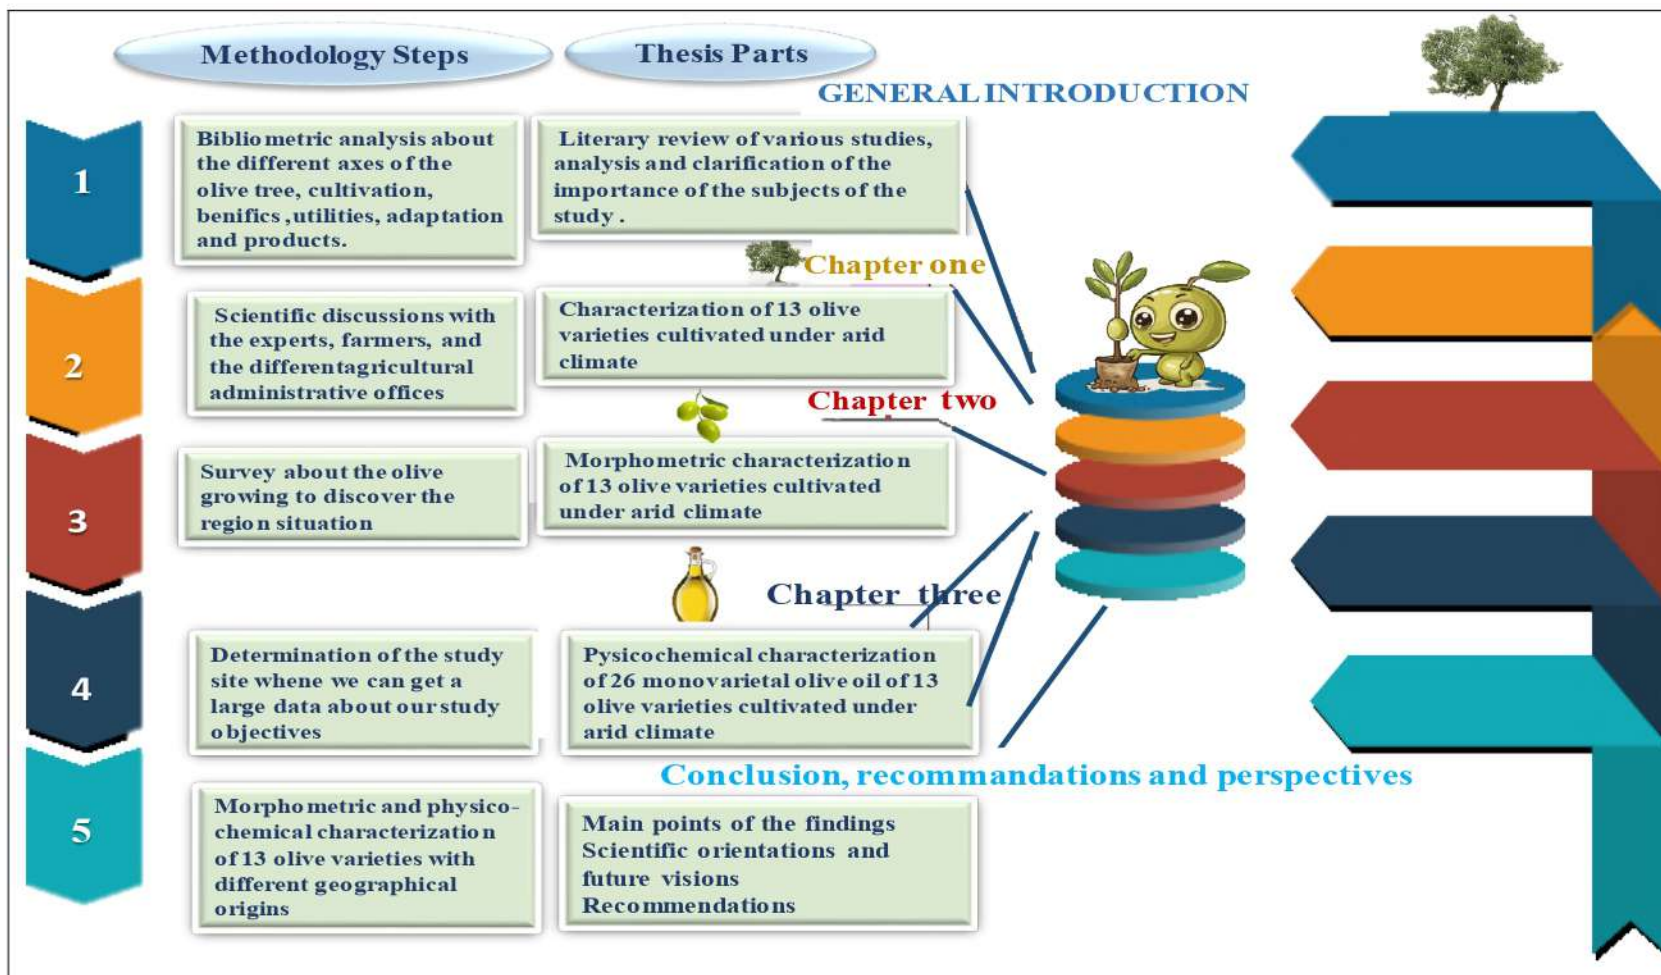 Methodology Steps
Thesis Parts
GENERAL INTRODUCTION
1
Bibliometric analysis about
the different axes of the
olive tree, cultivation,
benifics ,utilities, adaptation
and products.
Literary review of various studies,
analysis and clarification of the
importance of the subjects of the
study .
Chapter one
2
Scientific discussions with
the experts, farmers, and
the differentagricultural
administrative offices
Characterization of 13 olive
varieties cultivated under arid
climate
Chapter two
3
Survey about the olive
growing to discover the
region situation
Morphometric characterization
of 13 olive varieties cultivated
under arid climate
Chapter three
4
Determination of the study
site whene we can get a
large data about our study
objectives
Pysicochemical characterization
of 26 monovarietal olive oil of 13
olive varieties cultivated under
arid climate
Conclusion, recommandations and perspectives
5
Morphometric and physico-
chemical characterization
of 13 olive varieties with
different geographical
origins
Main points of the findings
Scientific orientations and
future visions
Recommendations